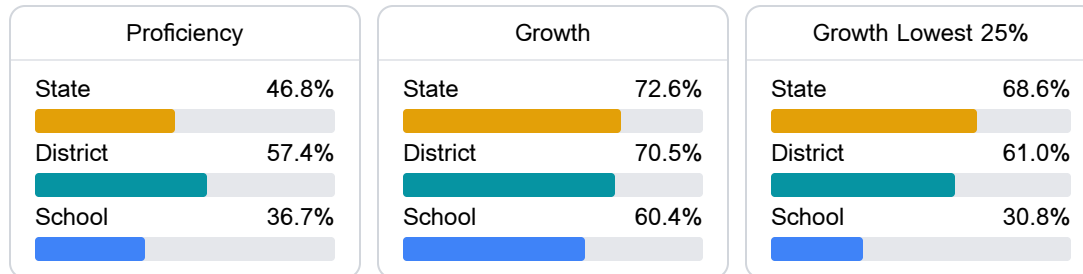 Proficiency
State 46.8%
District 57.4%
School 36.7%
Growth
State 72.6%
District 70.5%
School 60.4%
Growth Lowest 25%
State 68.6%
District 61.0%
School 30.8%